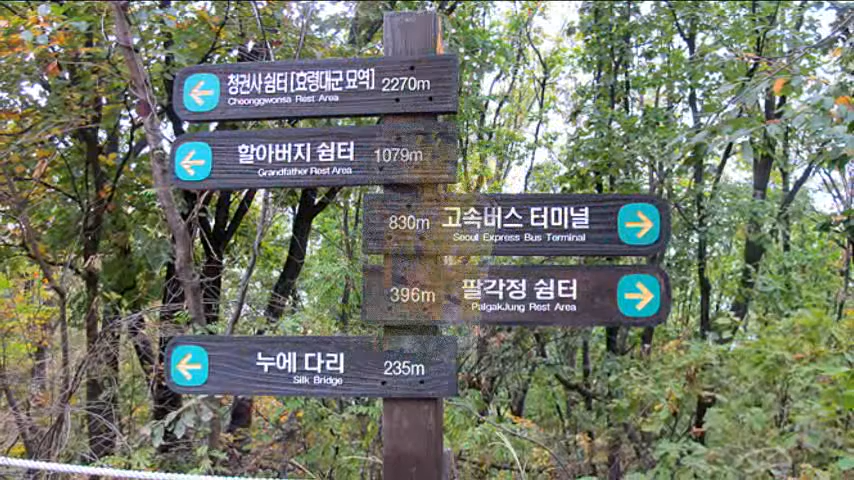 청권사 쉼터 [효령대군 묘역] 2270m
Cheonggwonsa Rest Area
할아버지 쉼터 1079m
Grandfather Rest Area
830m 고속버스 터미널
Seoul Express Bus Terminal
396m 팔각정 쉼터
PalgakJung Rest Area
누에 다리 235m
Silk Bridge